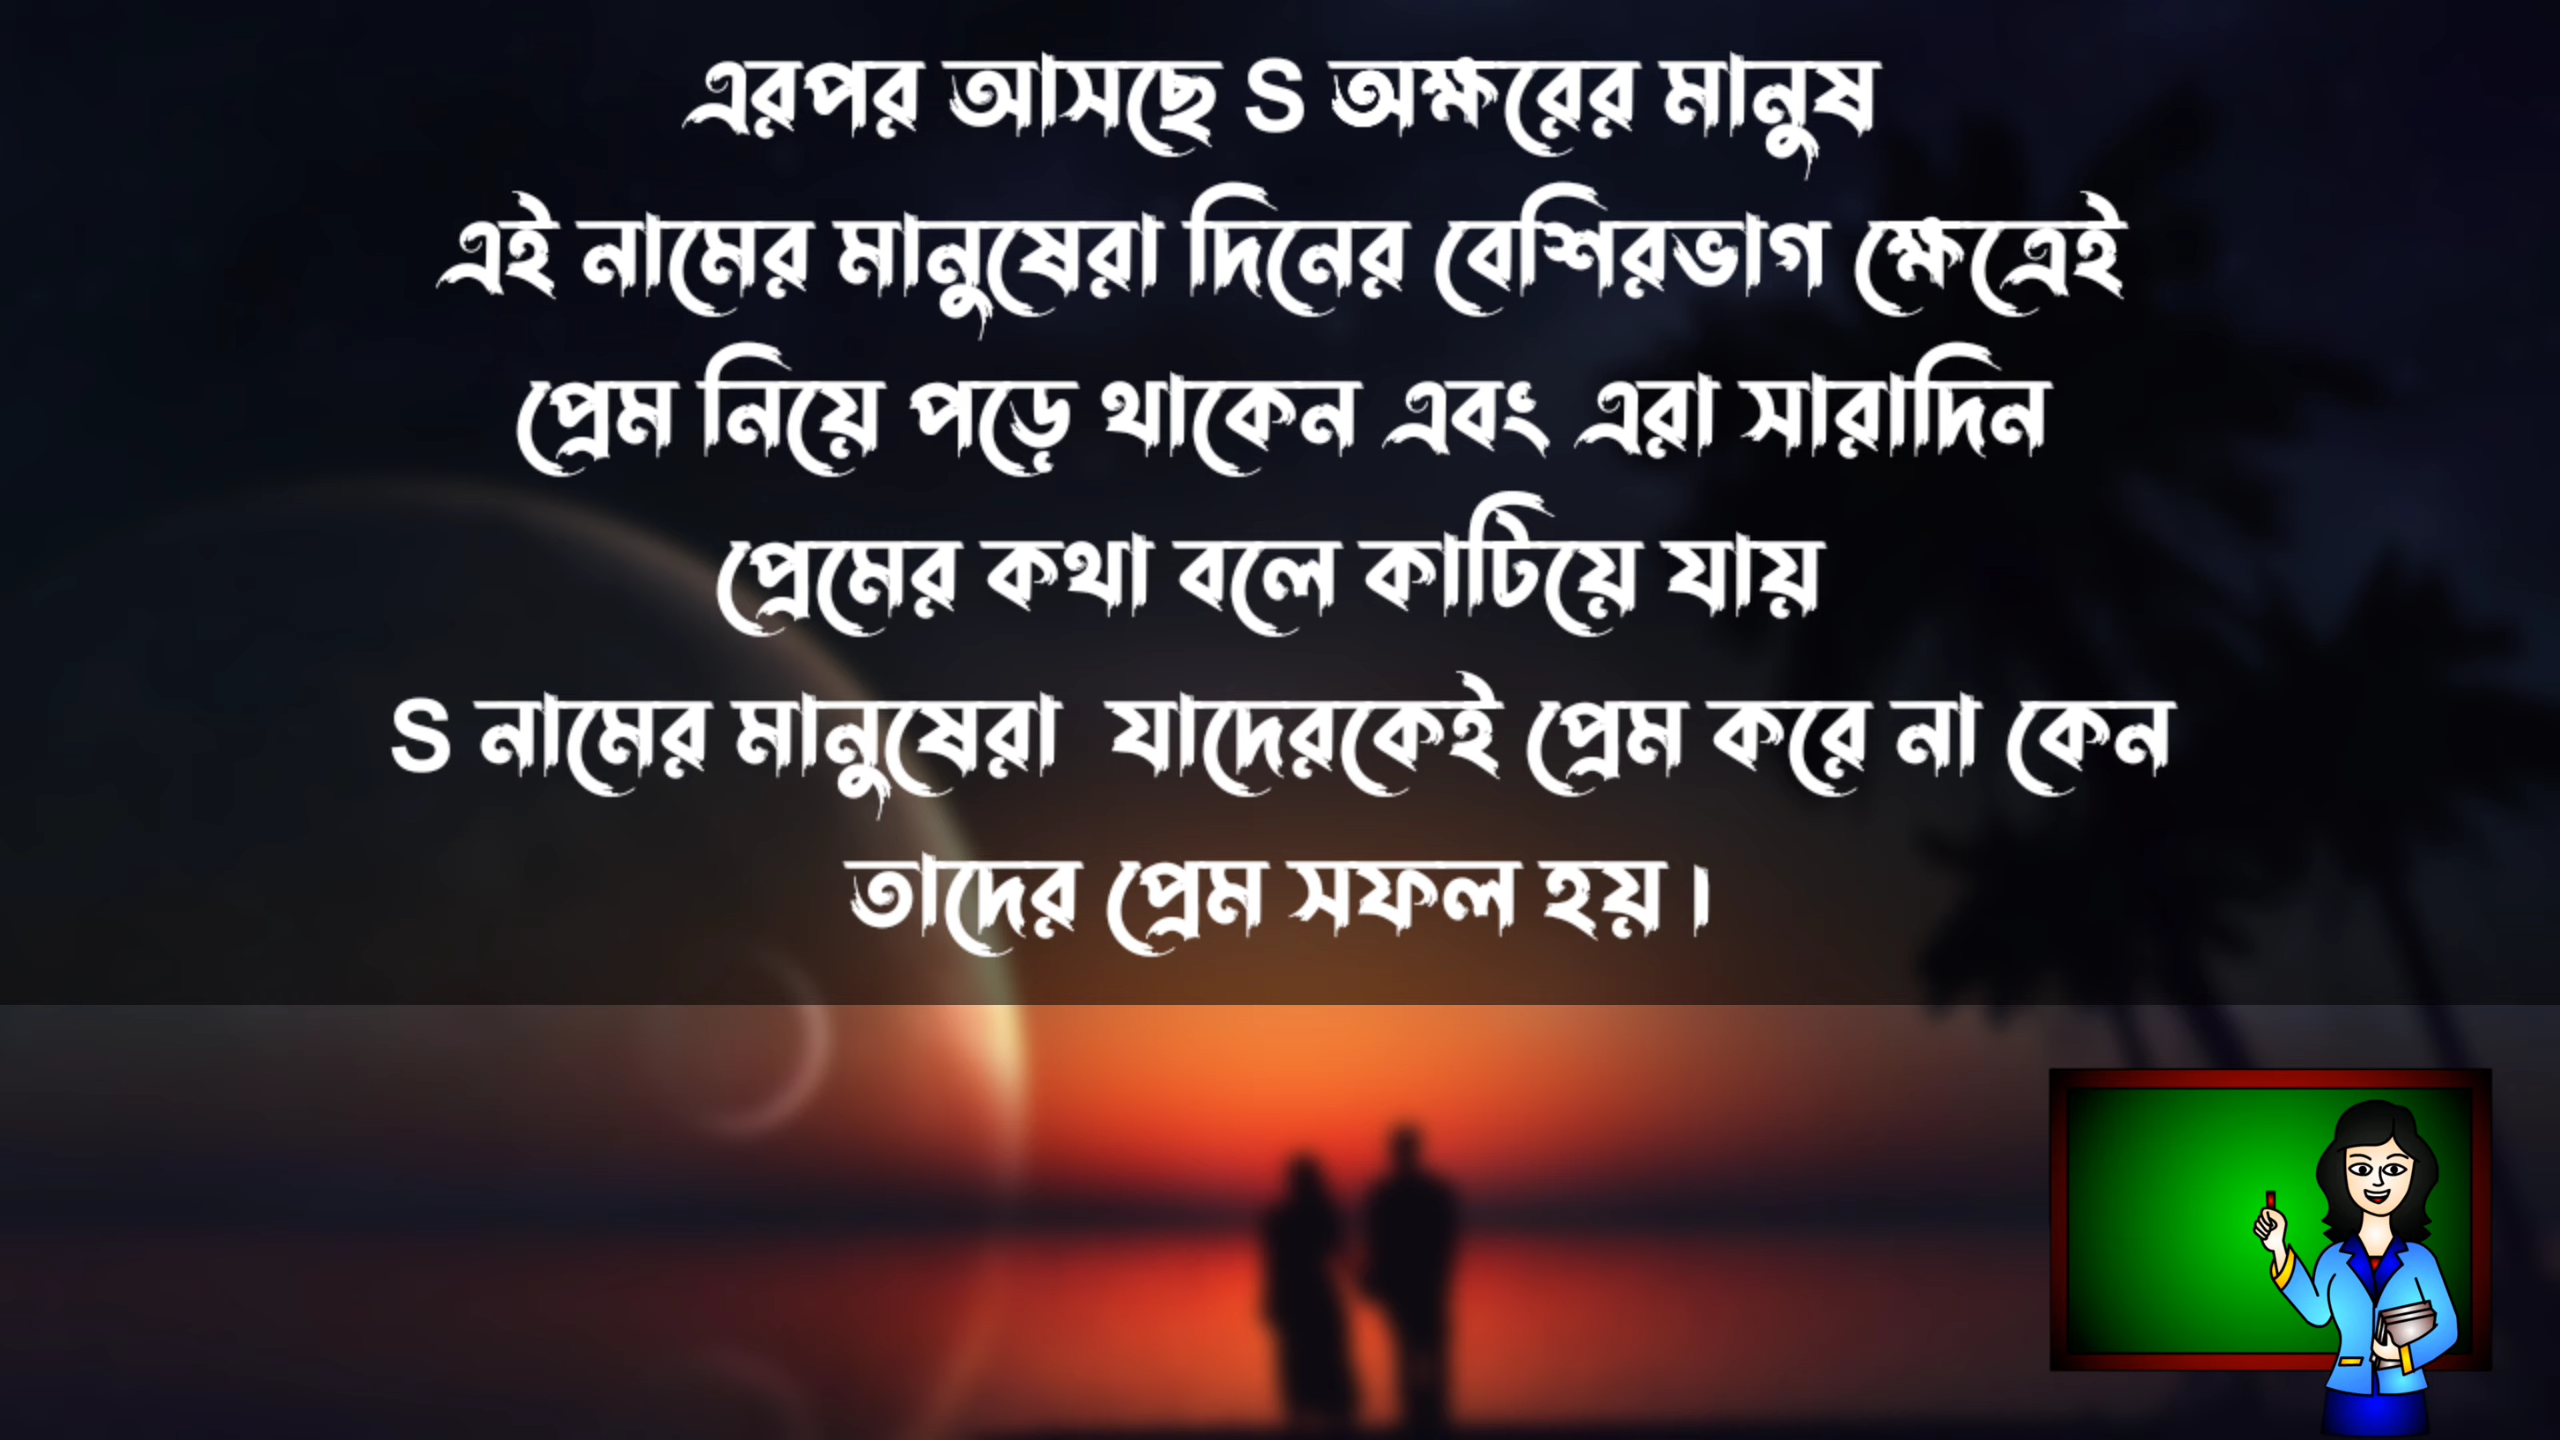 এরপর আসছে S অক্ষরের মানুষ
এই নামের মানুষেরা দিনের বেশিরভাগ ক্ষেত্রেই
প্রেম নিয়ে পড়ে থাকেন এবং এরা সারাদিন
প্রেমের কথা বলে কাটিয়ে যায়
S নামের মানুষেরা যাদেরকেই প্রেম করে না কেন
তাদের প্রেম সফল হয়।